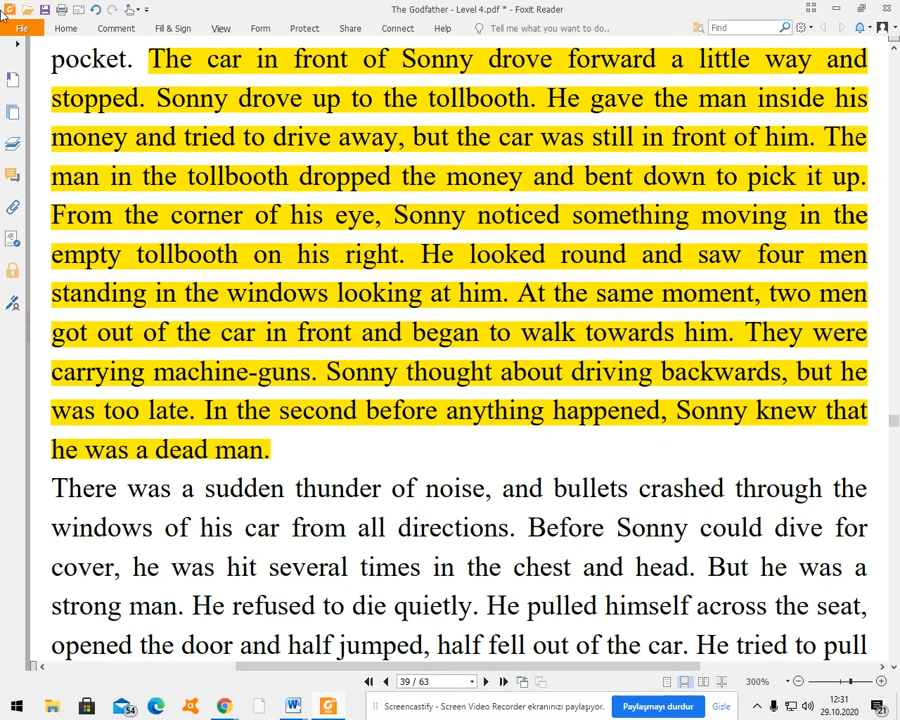 The Godfather - Level 4.pdf * - Foxit Reader
File Home Comment Fill & Sign View Form Protect Share Connect Help Tell me what you want to do.. Find
pocket. The car in front of Sonny drove forward a little way and
stopped. Sonny drove up to the tollbooth. He gave the man inside his
money and tried to drive away, but the car was still in front of him. The
man in the tollbooth dropped the money and bent down to pick it up.
From the corner of his eye, Sonny noticed something moving in the
empty tollbooth on his right. He looked round and saw four men
standing in the windows looking at him. At the same moment, two men
got out of the car in front and began to walk towards him. They were
carrying machine-guns. Sonny thought about driving backwards, but he
was too late. In the second before anything happened, Sonny knew that
he was a dead man.
There was a sudden thunder of noise, and bullets crashed through the
windows of his car from all directions. Before Sonny could dive for
cover, he was hit several times in the chest and head. But he was a
strong man. He refused to die quietly. He pulled himself across the seat,
opened the door and half jumped, half fell out of the car. He tried to pull
39 / 63 300%
54 Screencastify - Screen Video Recorder ekranınızı paylaşıyor. Paylaşmayı durdur Gizle 12:31
29.10.2020 21